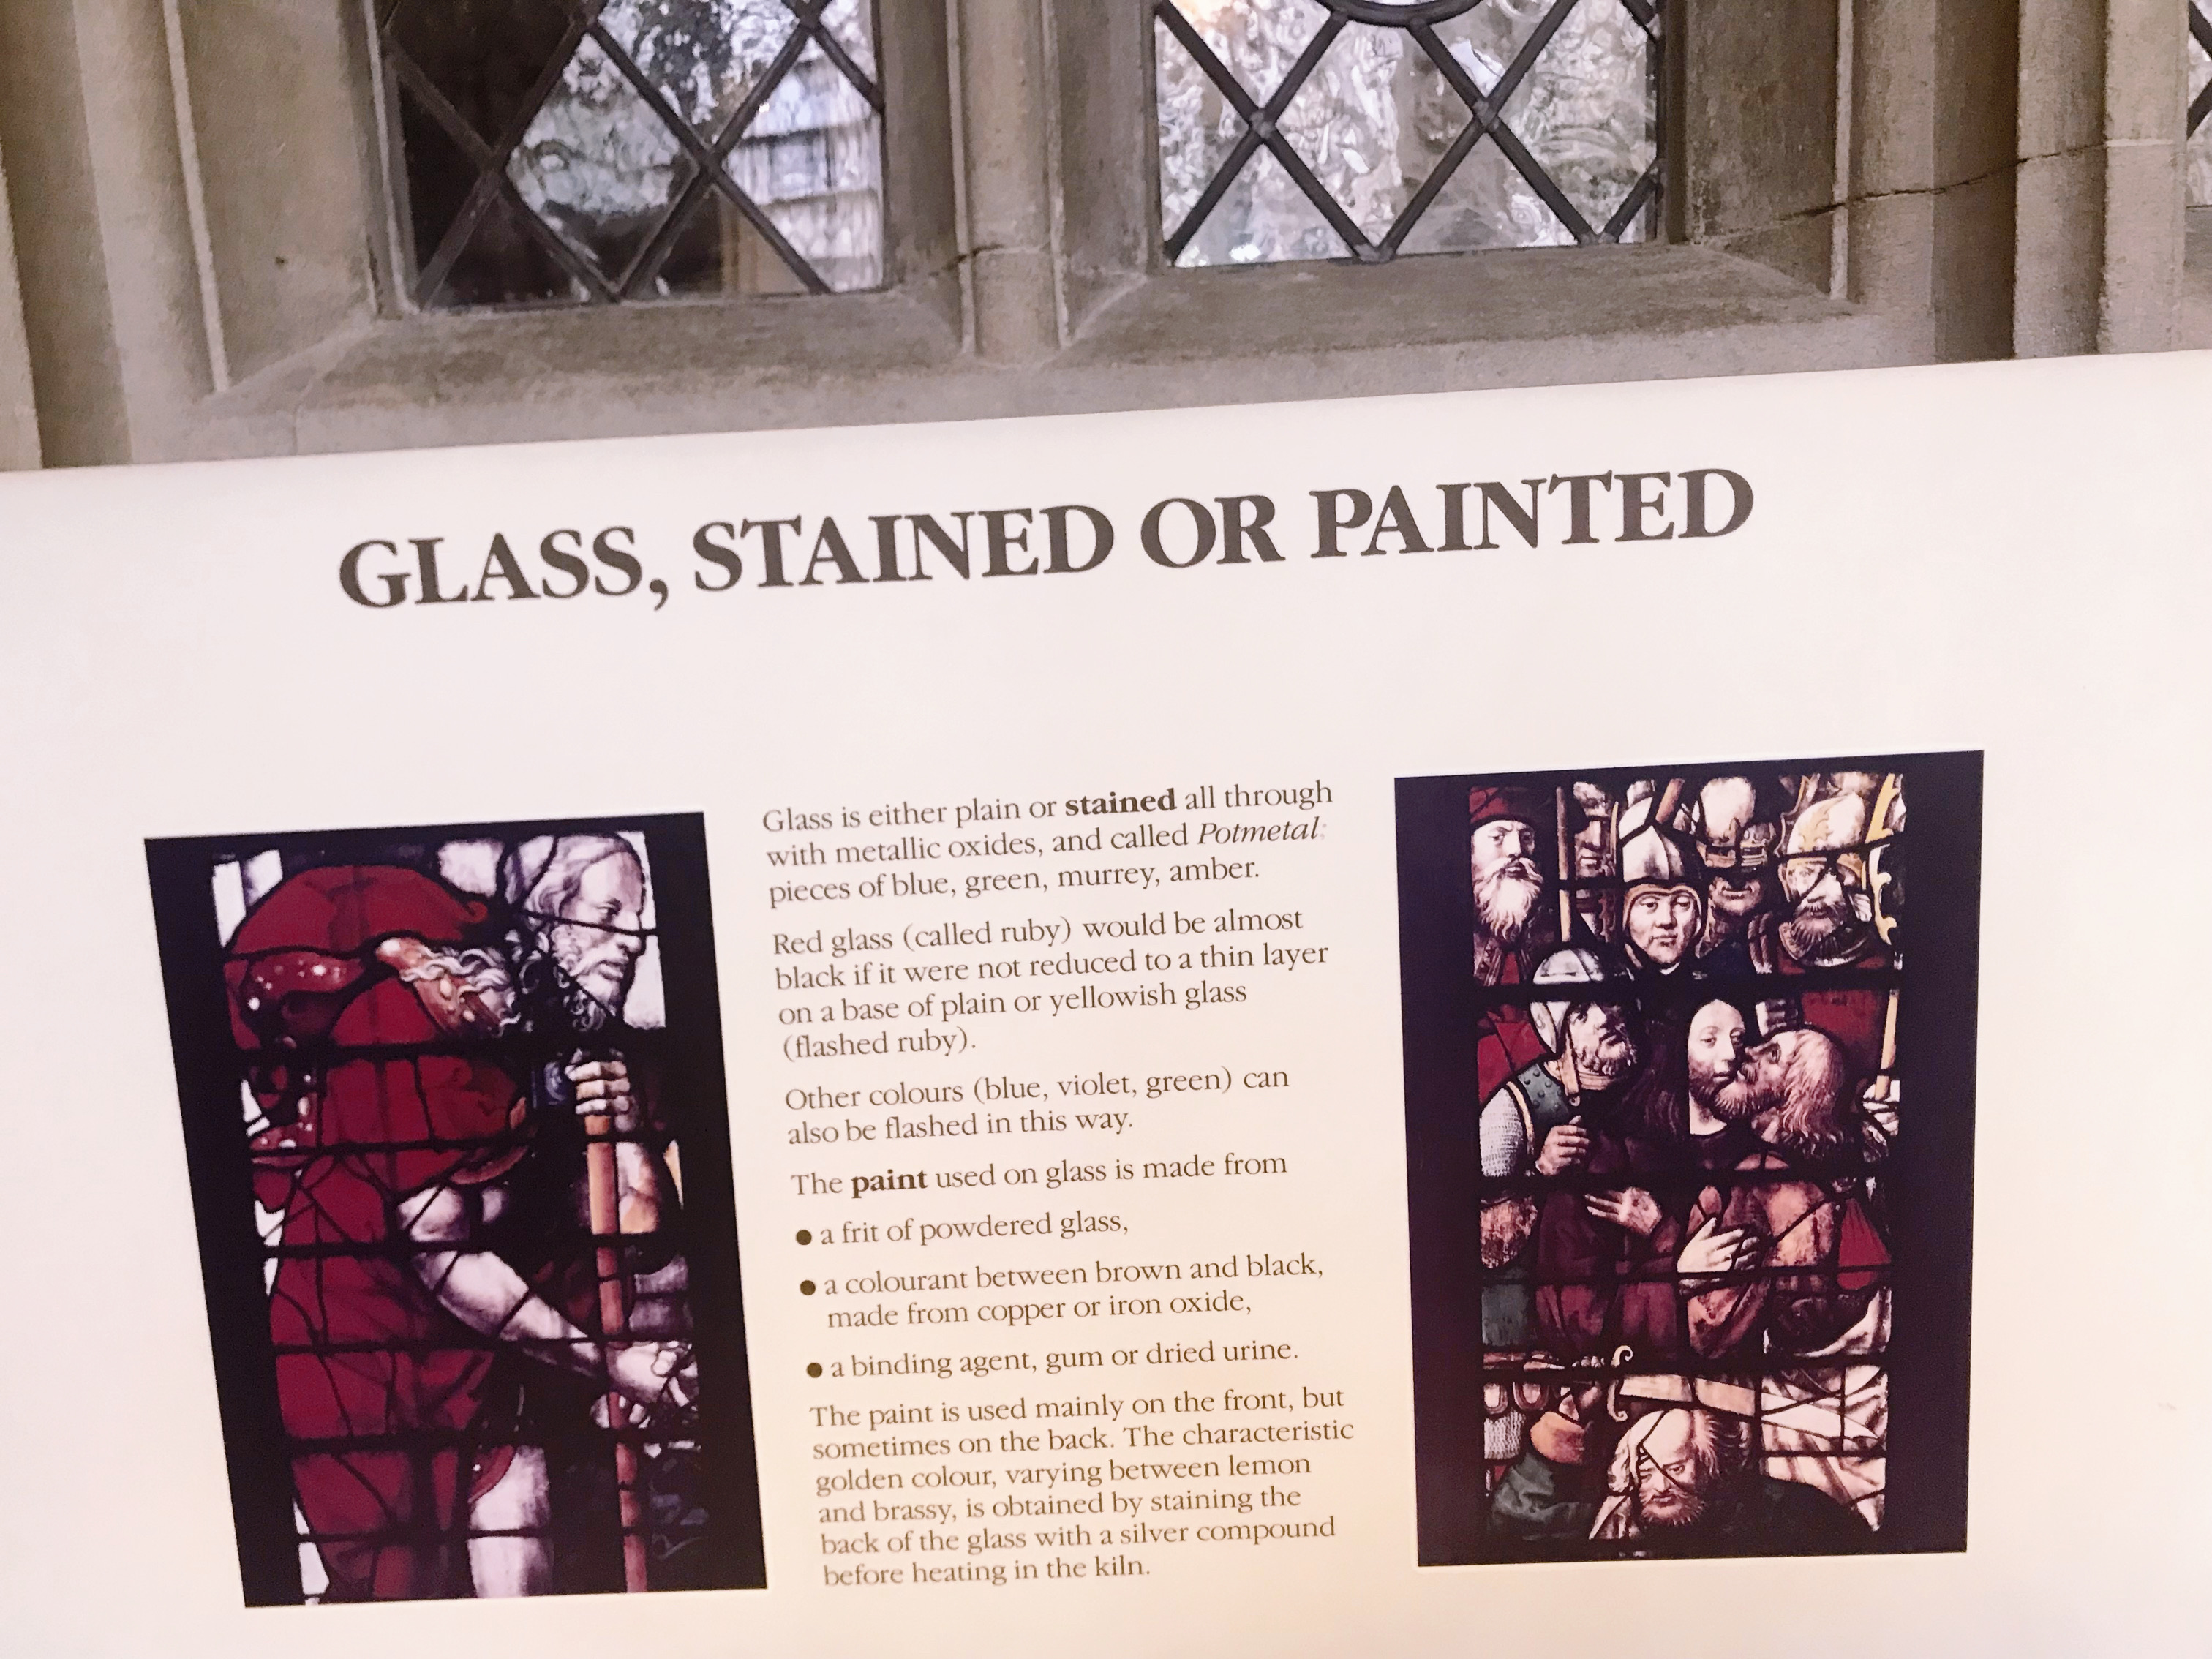 GLASS, STAINED OR PAINTED
Glass is either plain or stained all through
with metallic oxides, and called Potmetal:
pieces of blue, green, murrey, amber.
Red glass (called ruby) would be almost
black if it were not reduced to a thin layer
on a base of plain or yellowish glass
(flashed ruby).
Other colours (blue, violet, green) can
also be flashed in this way.
The paint used on glass is made from
● a frit of powdered glass,
● a colourant between brown and black,
made from copper or iron oxide,
● a binding agent, gum or dried urine.
The paint is used mainly on the front, but
sometimes on the back. The characteristic
golden colour, varying between lemon
and brassy, is obtained by staining the
back of the glass with a silver compound
before heating in the kiln.